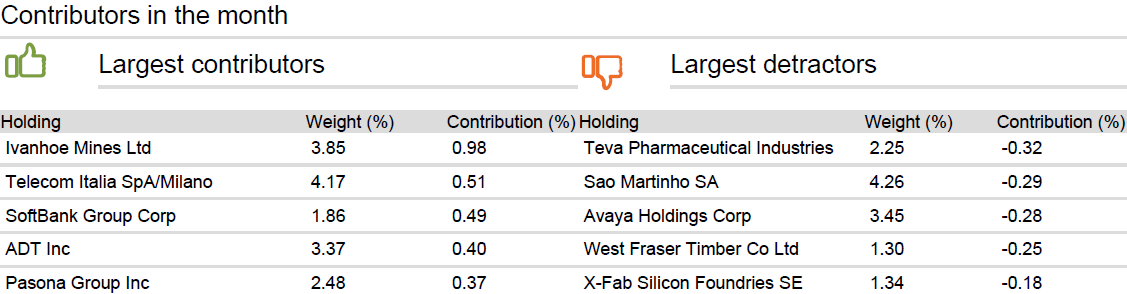 Contributors in the month
Largest contributors Largest detractors
Holding Weight (%) Contribution (%) Holding Weight (%) Contribution (%)
Ivanhoe Mines Ltd 3.85 0.98 Teva Pharmaceutical Industries 2.25 -0.32
Telecom Italia SpA/Milano 4.17 0.51 Sao Martinho SA 4.26 -0.29
SoftBank Group Corp 1.86 0.49 Avaya Holdings Corp 3.45 -0.28
ADT Inc 3.37 0.40 West Fraser Timber Co Ltd 1.30 -0.25
Pasona Group Inc 2.48 0.37 X-Fab Silicon Foundries SE 1.34 -0.18